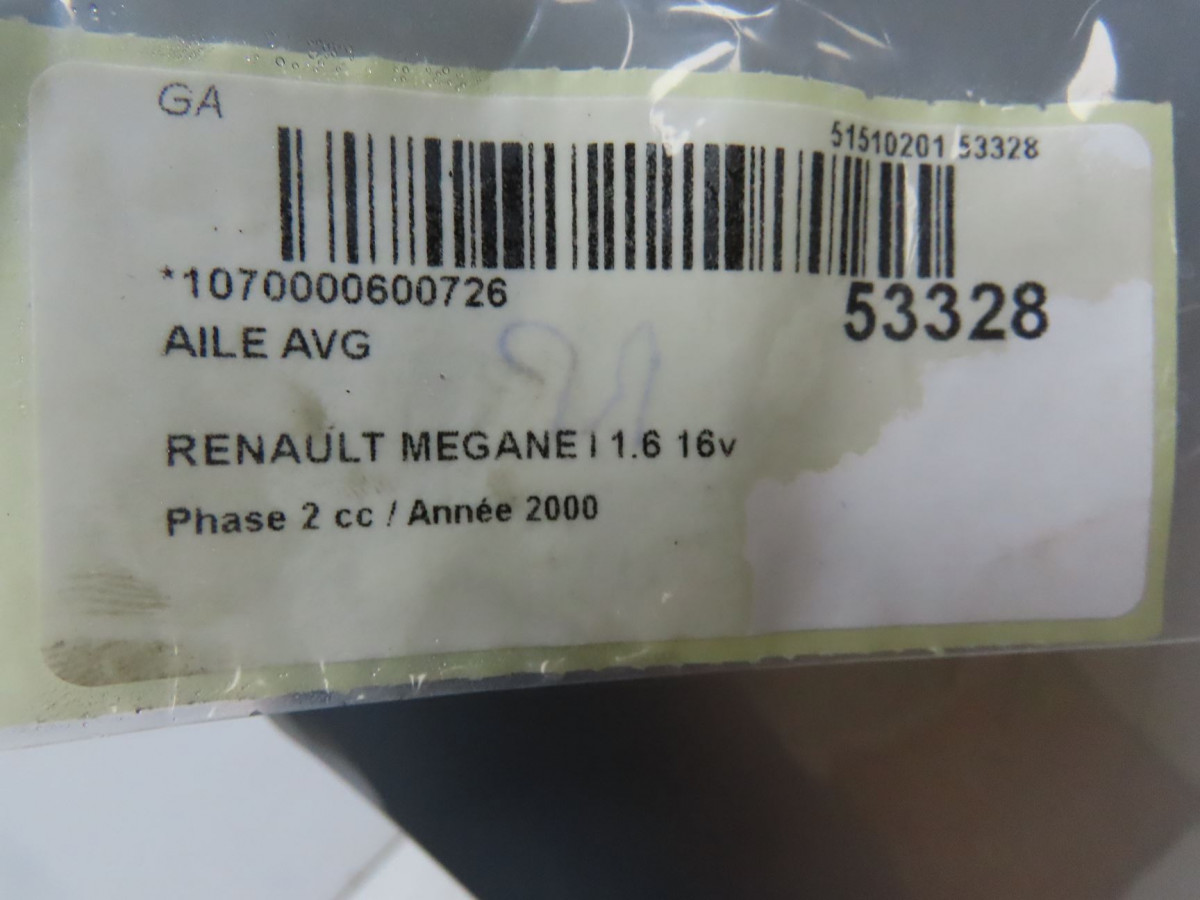 GA
51510201 53328
*1070000600726
53328
AILE AVG
RENAULT MEGANE I 1.6 16v
Phase 2 cc / Année 2000